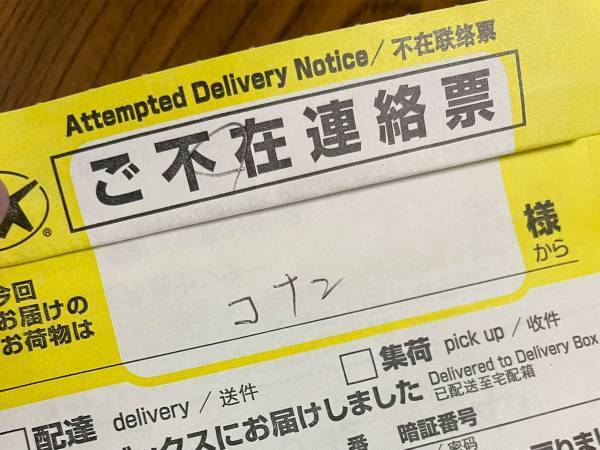 Attempted Delivery Notice / 不在联络票
ご不在連絡票
®
今回
お届けの
お荷物は
コナン
様
から
集荷 pick up / 收件
配達 delivery / 送件
Delivered to Delivery Box
ックスにお届けしました 已配送至宅配箱
暗証番号
密码